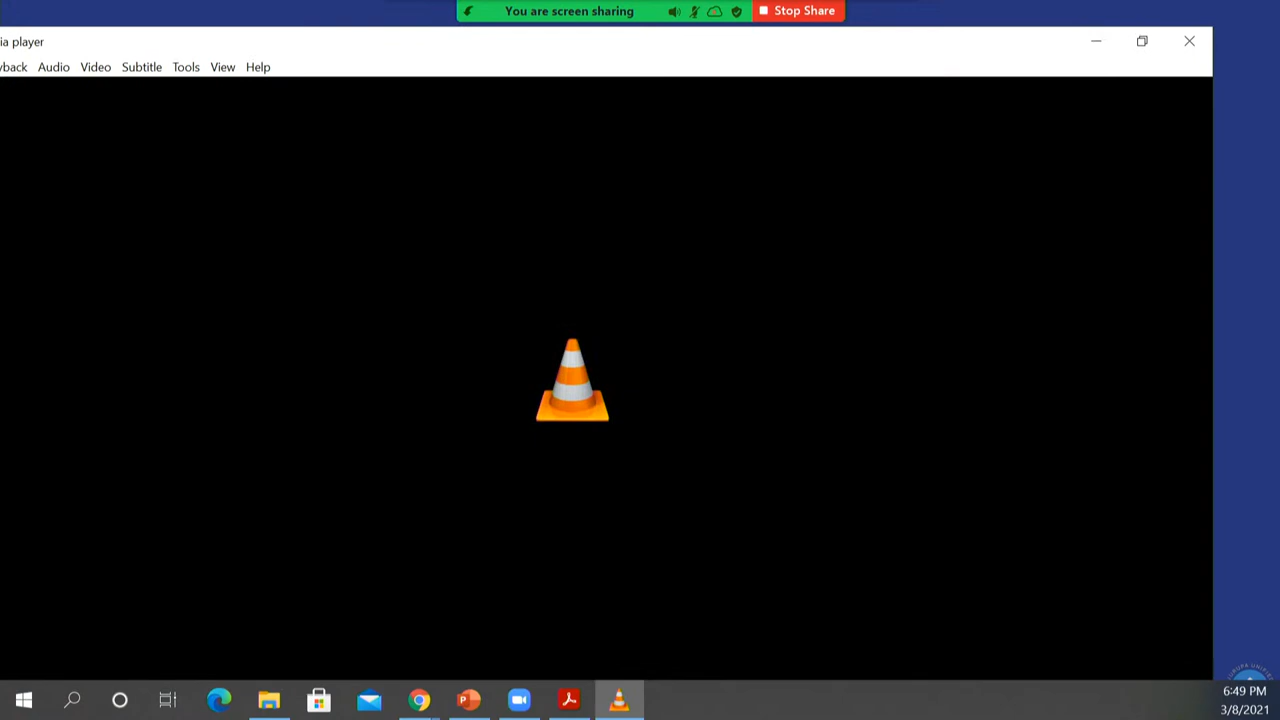 You are screen sharing
Stop Share
ia player
yback Audio Video Subtitle Tools View Help
6:49 PM
3/8/2021